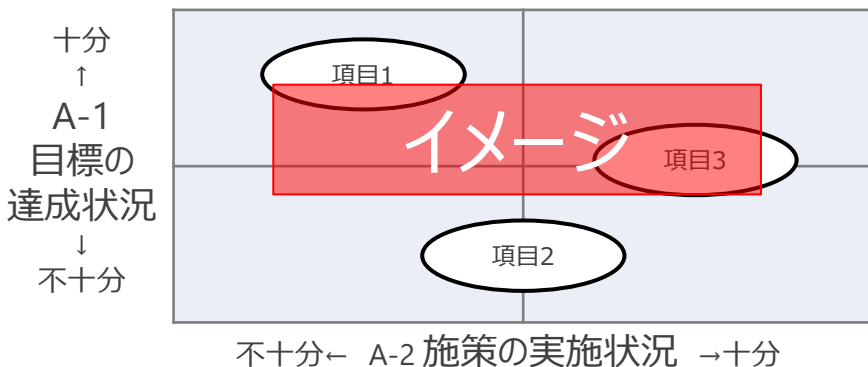 十分
↑
A-1
目標の
達成状況
↓
不十分
項目1
イメージ
項目3
項目2
不十分← A-2 施策の実施状況 →十分